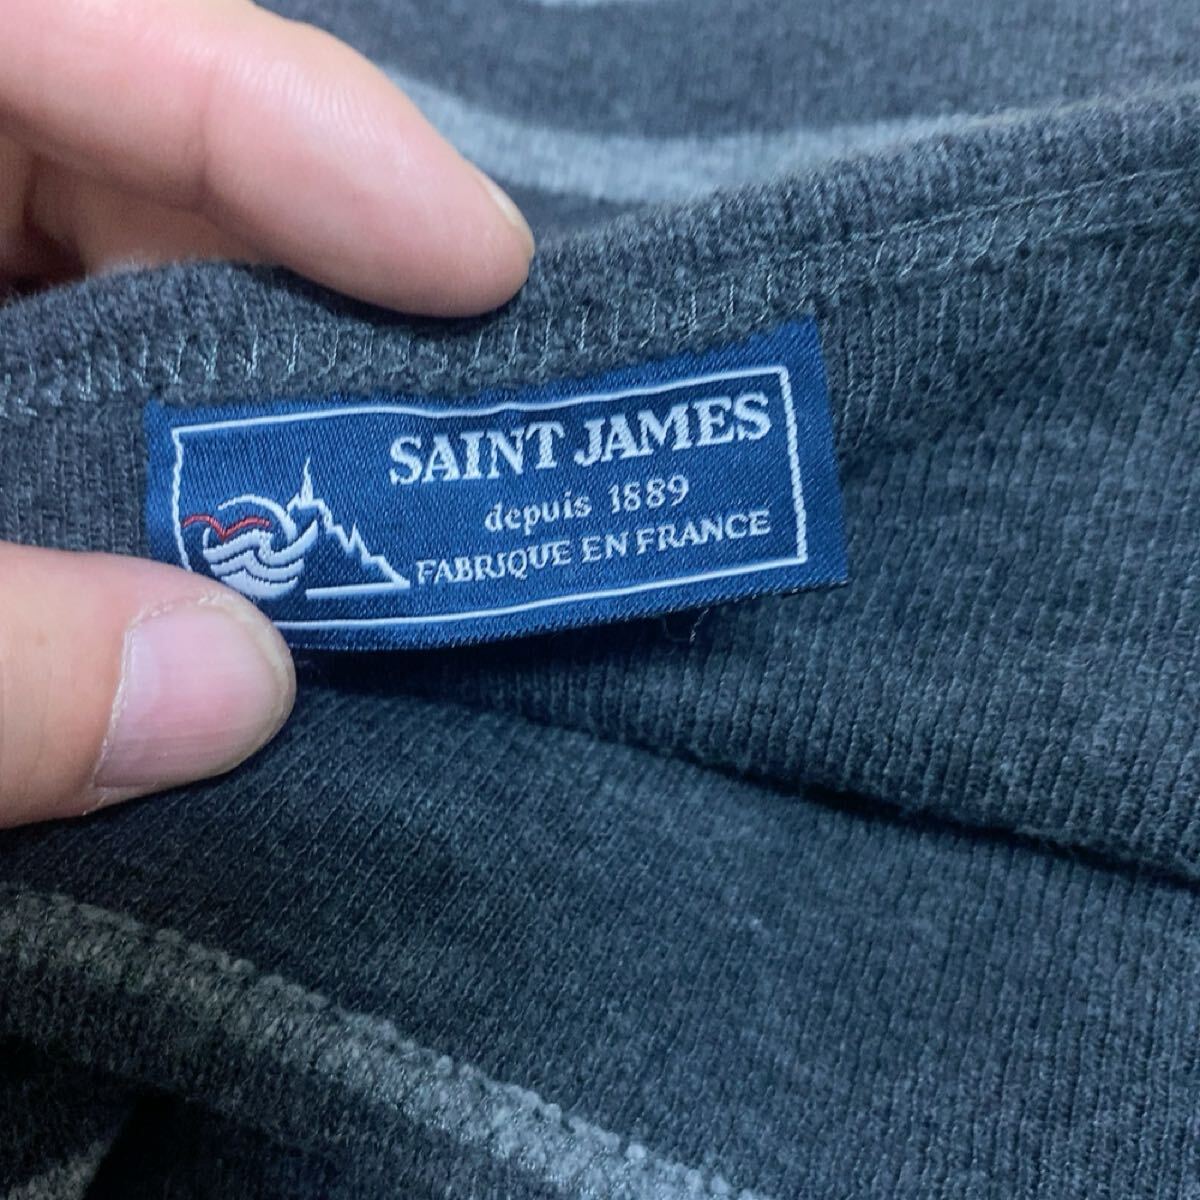 SAINT JAMES
depuis 1889
FABRIQUE EN FRANCE